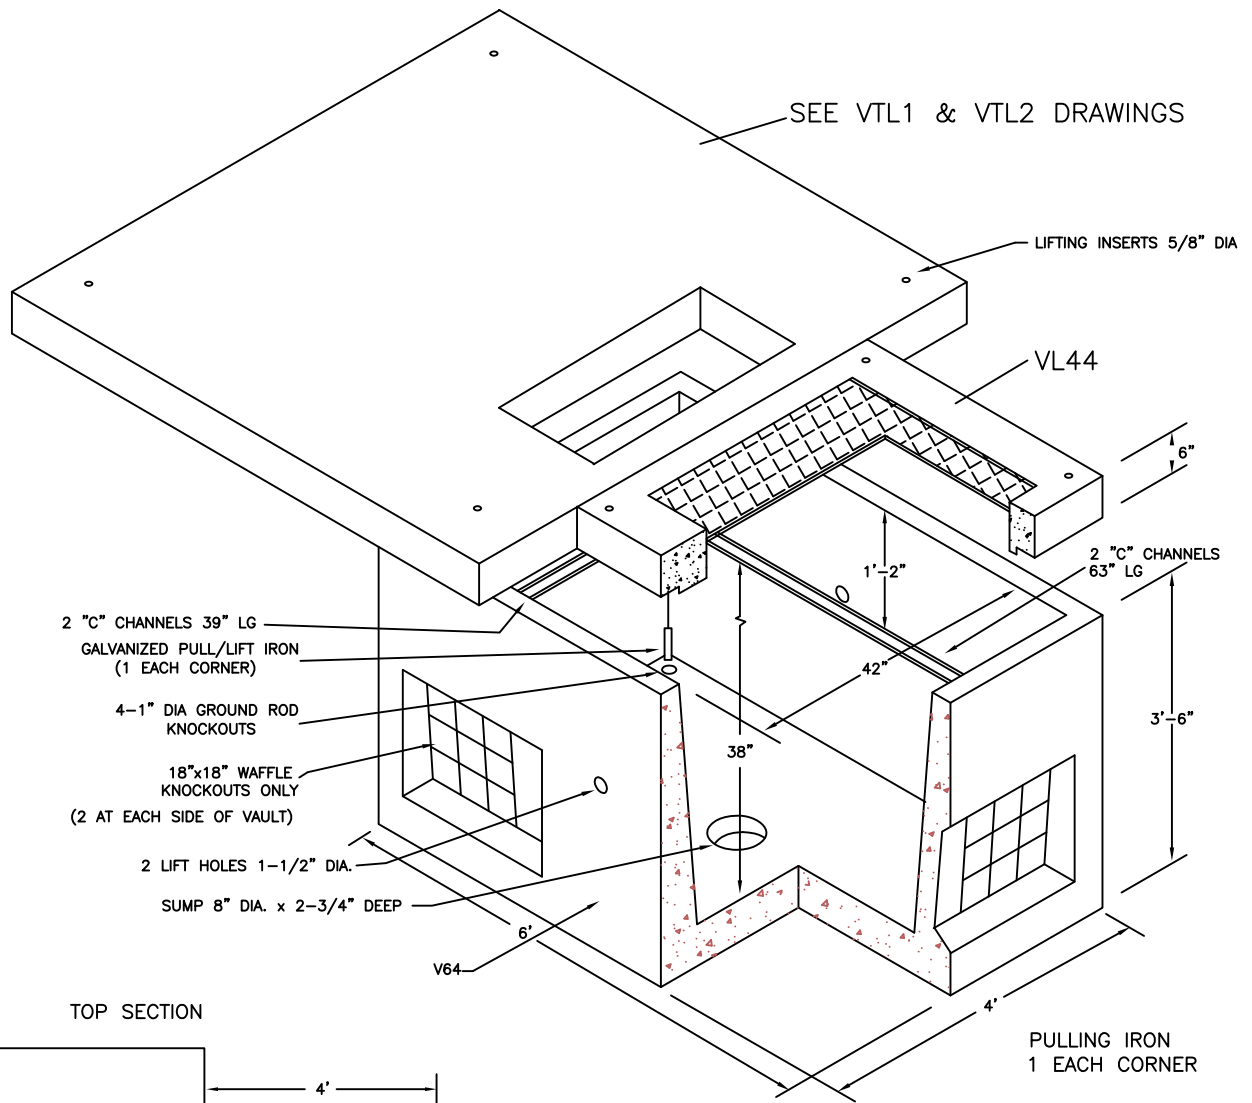 SEE VTL1 & VTL2 DRAWINGS
LIFTING INSERTS 5/8" DIA
VL44
6"
2 "C" CHANNELS
63" LG
1'-2"
2 "C" CHANNELS 39" LG
GALVANIZED PULL/LIFT IRON
(1 EACH CORNER)
42"
4-1" DIA GROUND ROD
KNOCKOUTS
3'-6"
38"
18"x18" WAFFLE
KNOCKOUTS ONLY
(2 AT EACH SIDE OF VAULT)
2 LIFT HOLES 1-1/2" DIA.
SUMP 8" DIA. x 2-3/4" DEEP
6'
V64
4'
TOP SECTION
PULLING IRON
1 EACH CORNER
4'